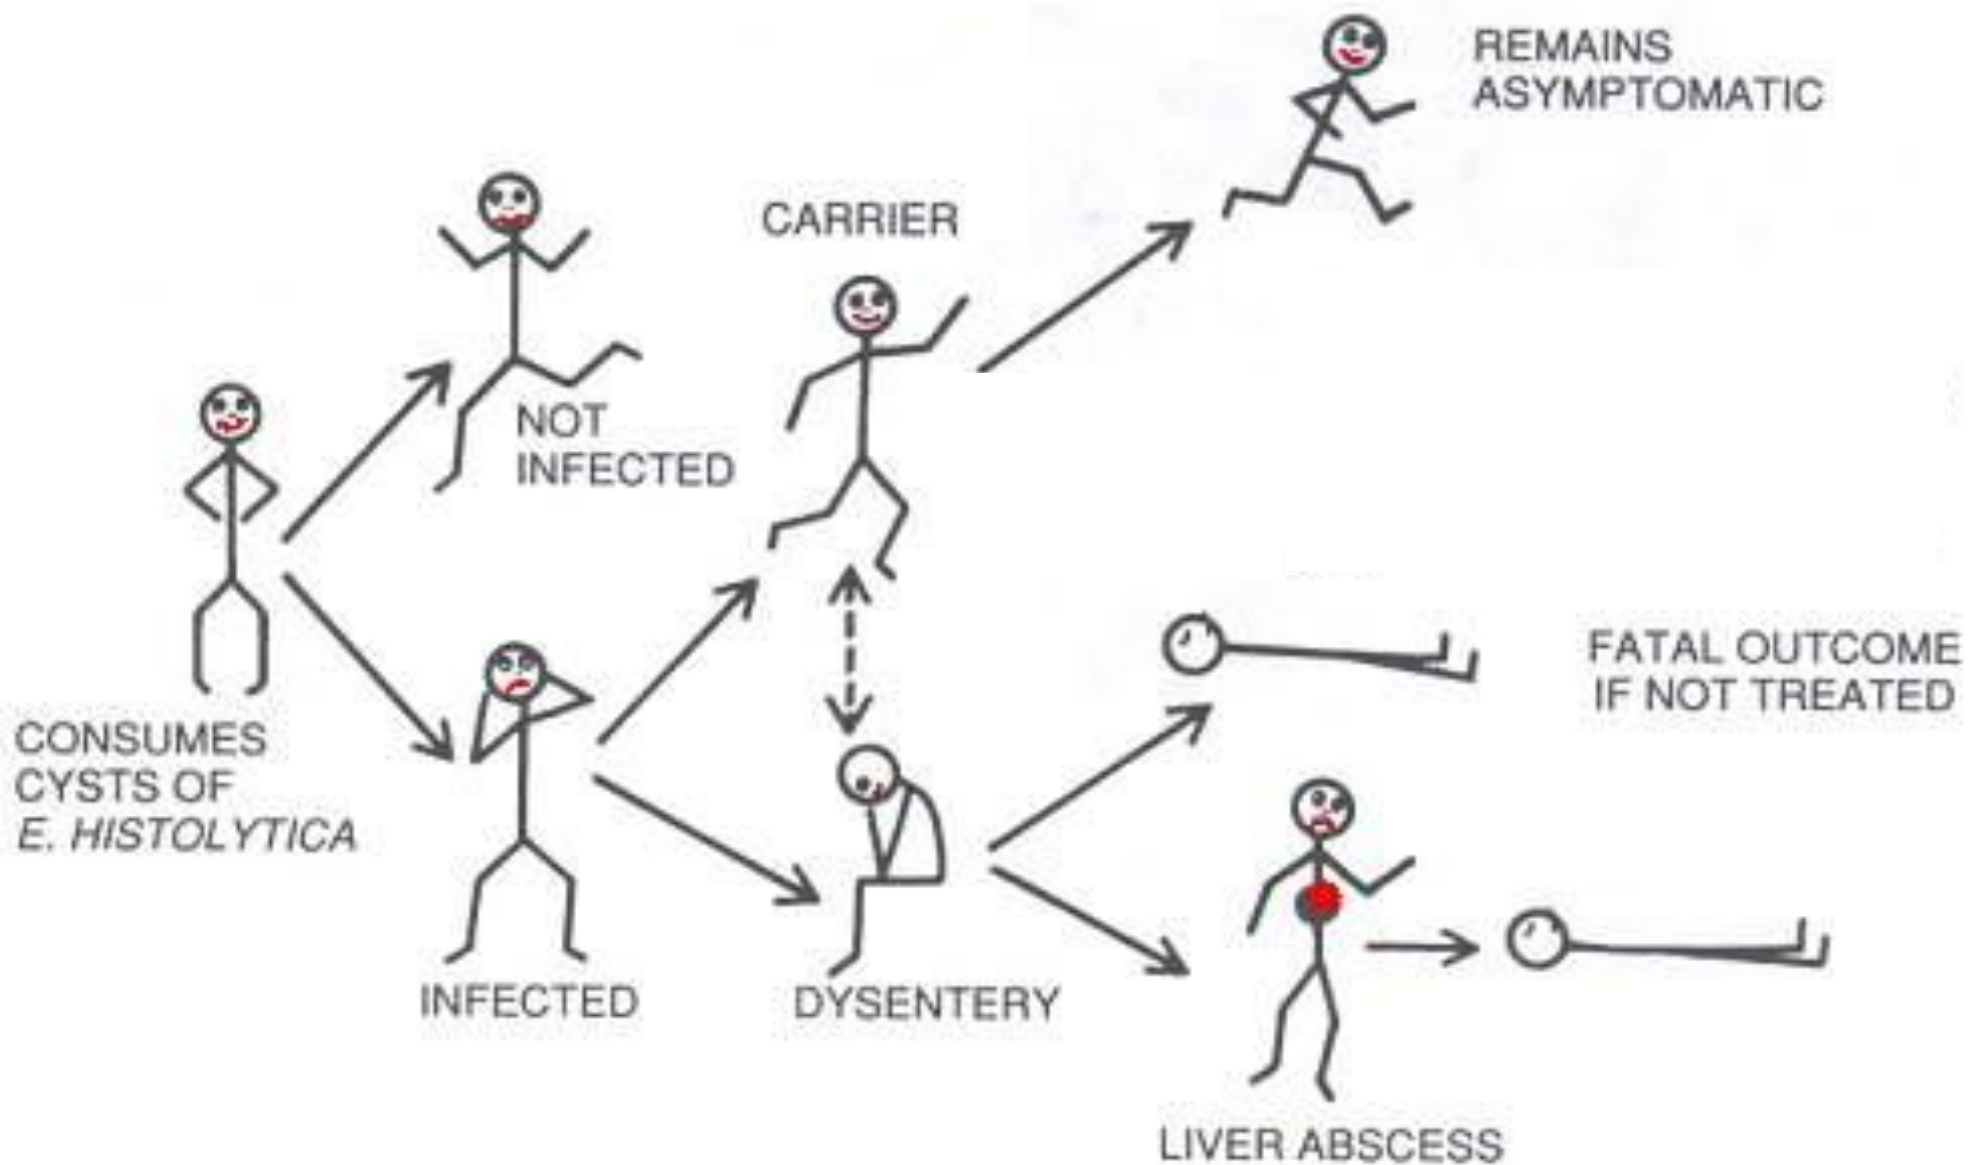 REMAINS
ASYMPTOMATIC
CARRIER
NOT
INFECTED
CONSUMES
CYSTS OF
E. HISTOLYTICA
INFECTED
DYSENTERY
FATAL OUTCOME
IF NOT TREATED
LIVER ABSCESS